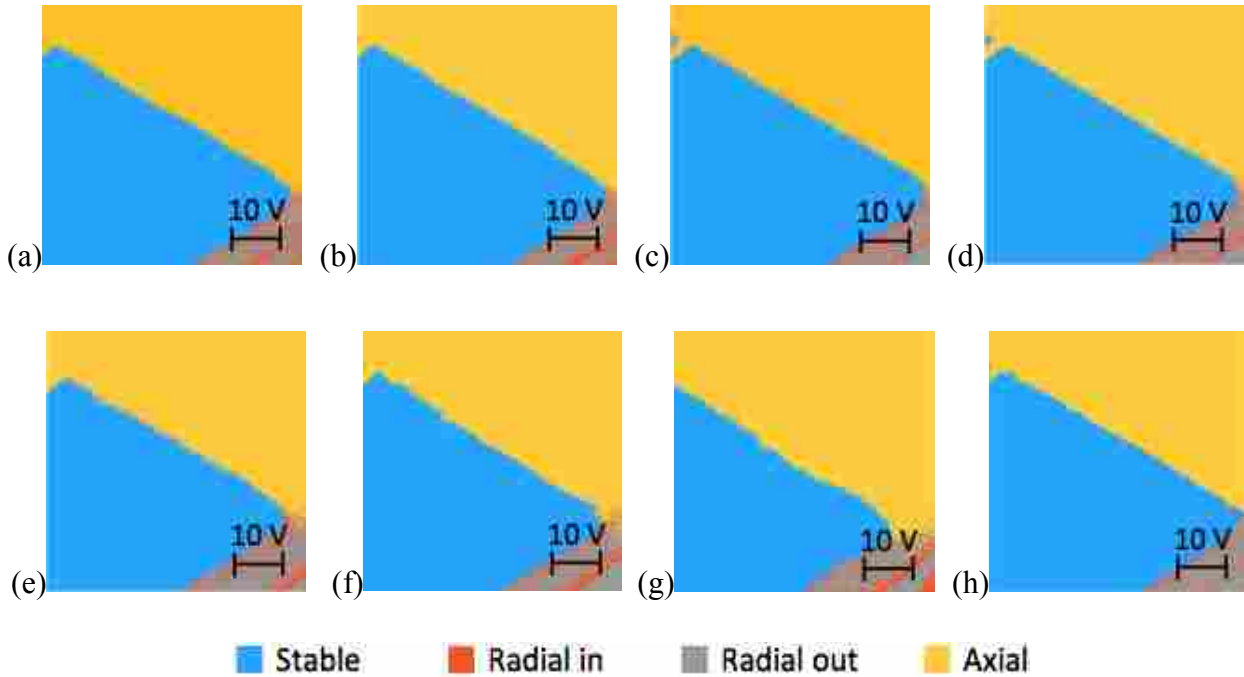 10 V 10 V 10 V 10 V
(a) (b) (c) (d)
10 V 10 V 10 V 10 V
(e) (f) (g) (h)
Stable Radial in Radial out Axial